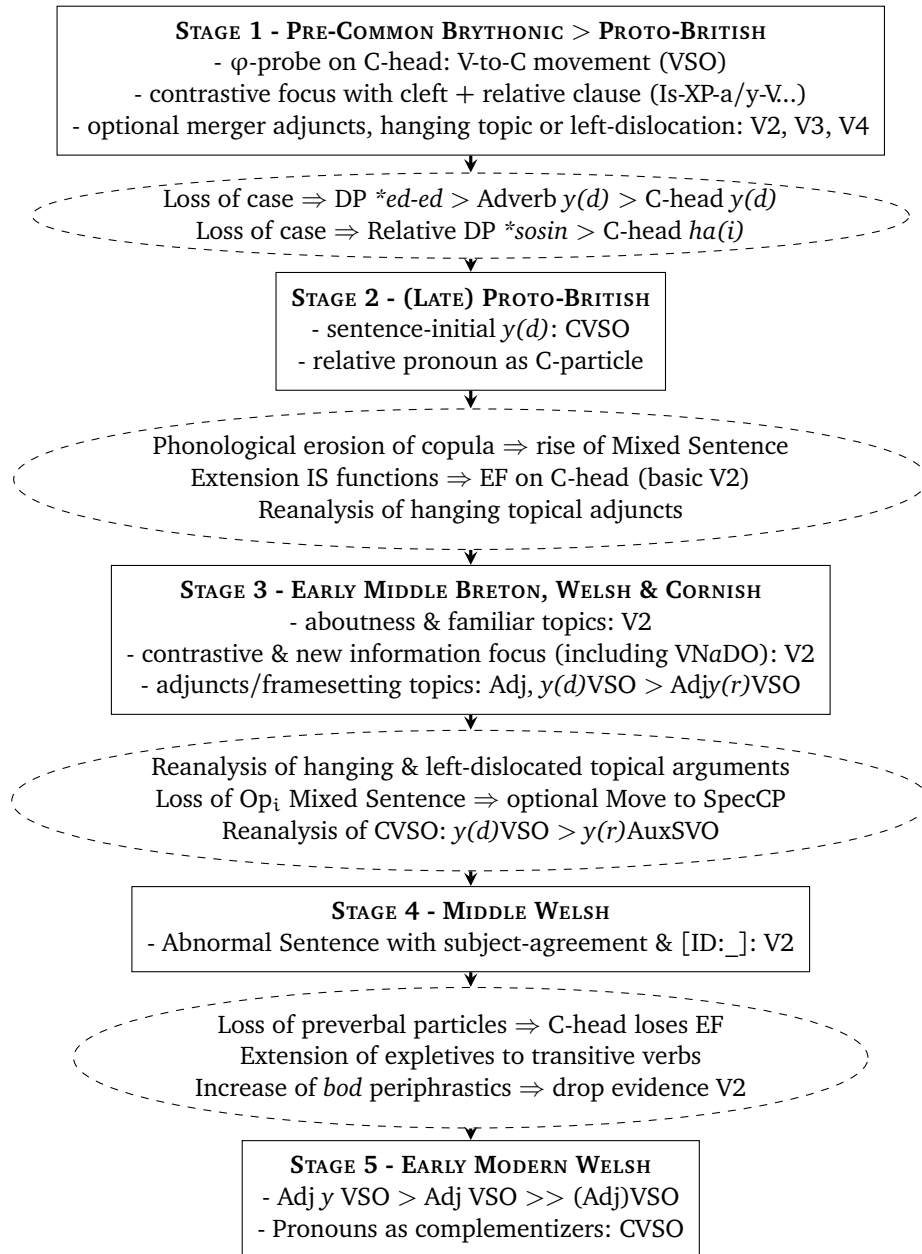 STAGE 1 - PRE-COMMON BRYTHONIC > PROTO-BRITISH
- φ-probe on C-head: V-to-C movement (VSO)
- contrastive focus with cleft + relative clause (Is-XP-a/y-V...)
- optional merger adjuncts, hanging topic or left-dislocation: V2, V3, V4
Loss of case ⇒ DP *ed-ed > Adverb y(d) > C-head y(d)
Loss of case ⇒ Relative DP *sosin > C-head ha(i)
STAGE 2 - (LATE) PROTO-BRITISH
- sentence-initial y(d): CVSO
- relative pronoun as C-particle
Phonological erosion of copula ⇒ rise of Mixed Sentence
Extension IS functions ⇒ EF on C-head (basic V2)
Reanalysis of hanging topical adjuncts
STAGE 3 - EARLY MIDDLE BRETON, WELSH & CORNISH
- aboutness & familiar topics: V2
- contrastive & new information focus (including VNaDO): V2
- adjuncts/framesetting topics: Adj, y(d)VSO > Adjy(r)VSO
Reanalysis of hanging & left-dislocated topical arguments
Loss of Opi Mixed Sentence ⇒ optional Move to SpecCP
Reanalysis of CVSO: y(d)VSO > y(r)AuxSVO
STAGE 4 - MIDDLE WELSH
- Abnormal Sentence with subject-agreement & [ID:_]: V2
Loss of preverbal particles ⇒ C-head loses EF
Extension of expletives to transitive verbs
Increase of bod periphrastics ⇒ drop evidence V2
STAGE 5 - EARLY MODERN WELSH
- Adj y VSO > Adj VSO >> (Adj)VSO
- Pronouns as complementizers: CVSO